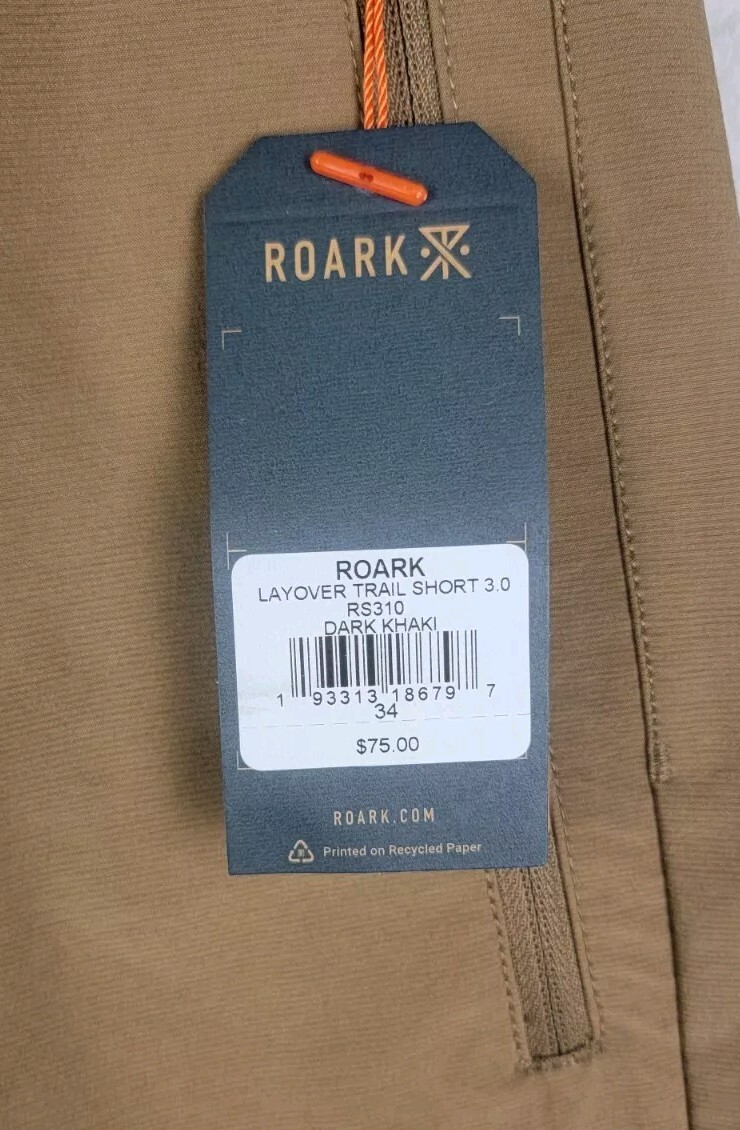 ROARK
ROARK
LAYOVER TRAIL SHORT 3.0
RS310
DARK KHAKI
1 93313 18679 7
34
$75.00
ROARK.COM
Printed on Recycled Paper